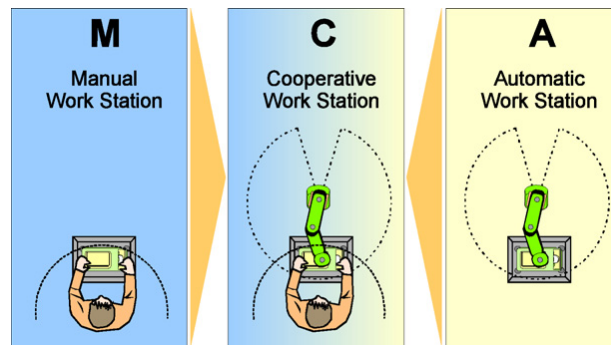 M
Manual
Work Station
C
Cooperative
Work Station
A
Automatic
Work Station